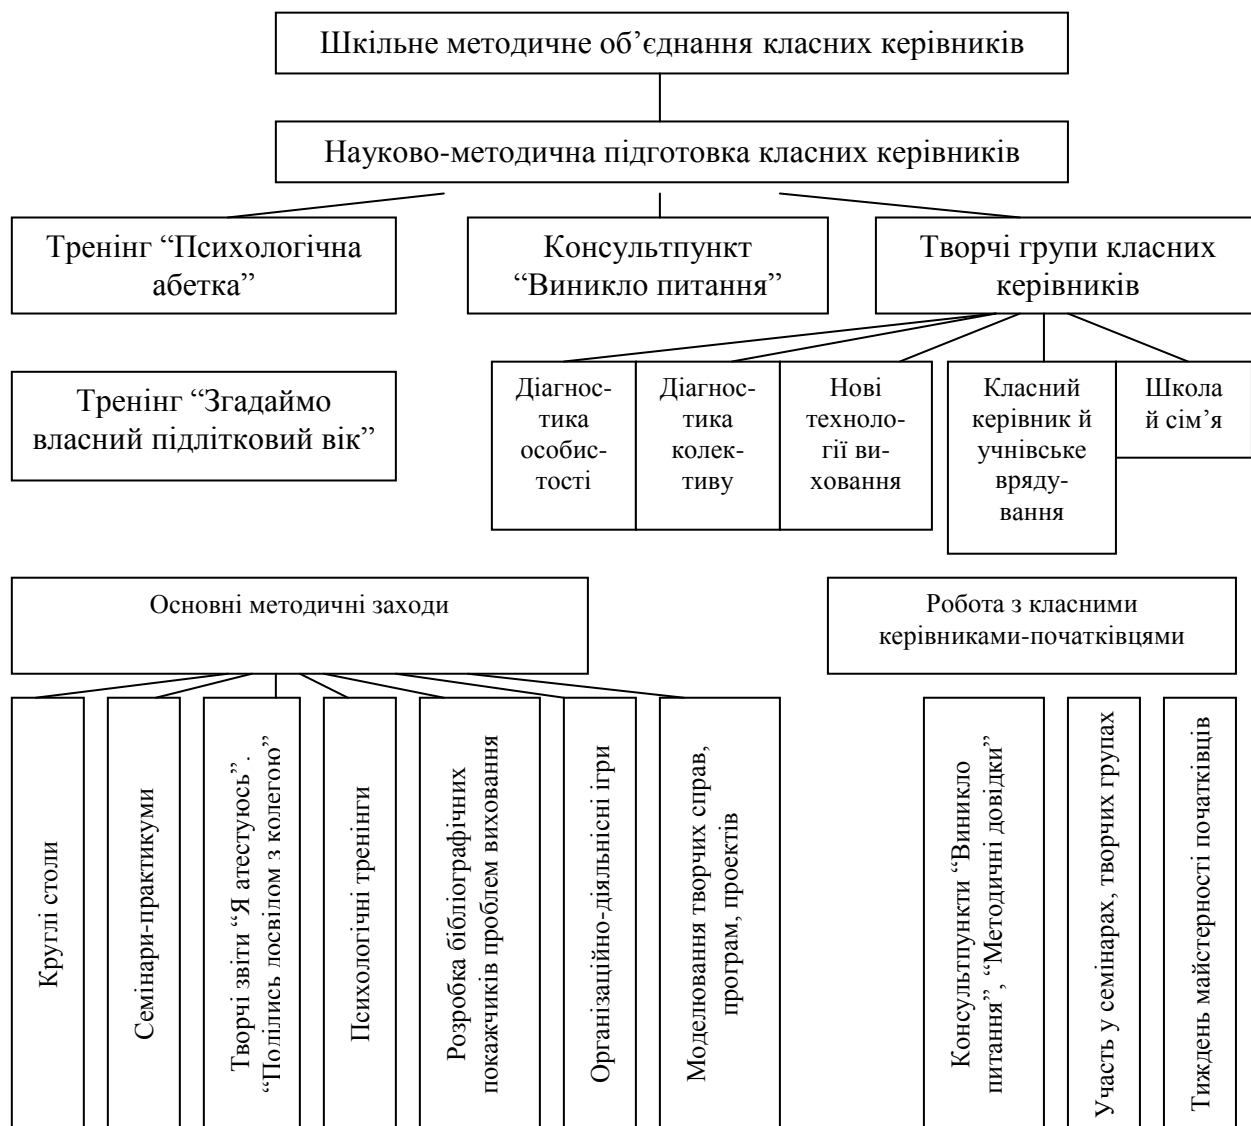 Шкільне методичне об’єднання класних керівників
Науково-методична підготовка класних керівників
Тренінг “Психологічна
абетка”
Консультпункт
“Виникло питання”
Творчі групи класних
керівників
Тренінг “Згадаймо
власний підлітковий вік”
Діагнос-
тика
особис-
тості
Діагнос-
тика
колек-
тиву
Нові
техноло-
гії ви-
ховання
Класний
керівник й
учнівське
вряду-
вання
Школа
й сім’я
Основні методичні заходи
Робота з класними
керівниками-початківцями
Круглі столи
Семінари-практикуми
Творчі звіти “Я атестуюсь” .
“Поділись досвідом з колегою”
Психологічні тренінги
Розробка бібліографічних
покажчиків проблем виховання
Організаційно-діяльнісні ігри
Моделювання творчих справ,
програм, проектів
Консультпункти “Виникло
питання”, “Методичні довідки”
Участь у семінарах, творчих групах
Тиждень майстерності початківців